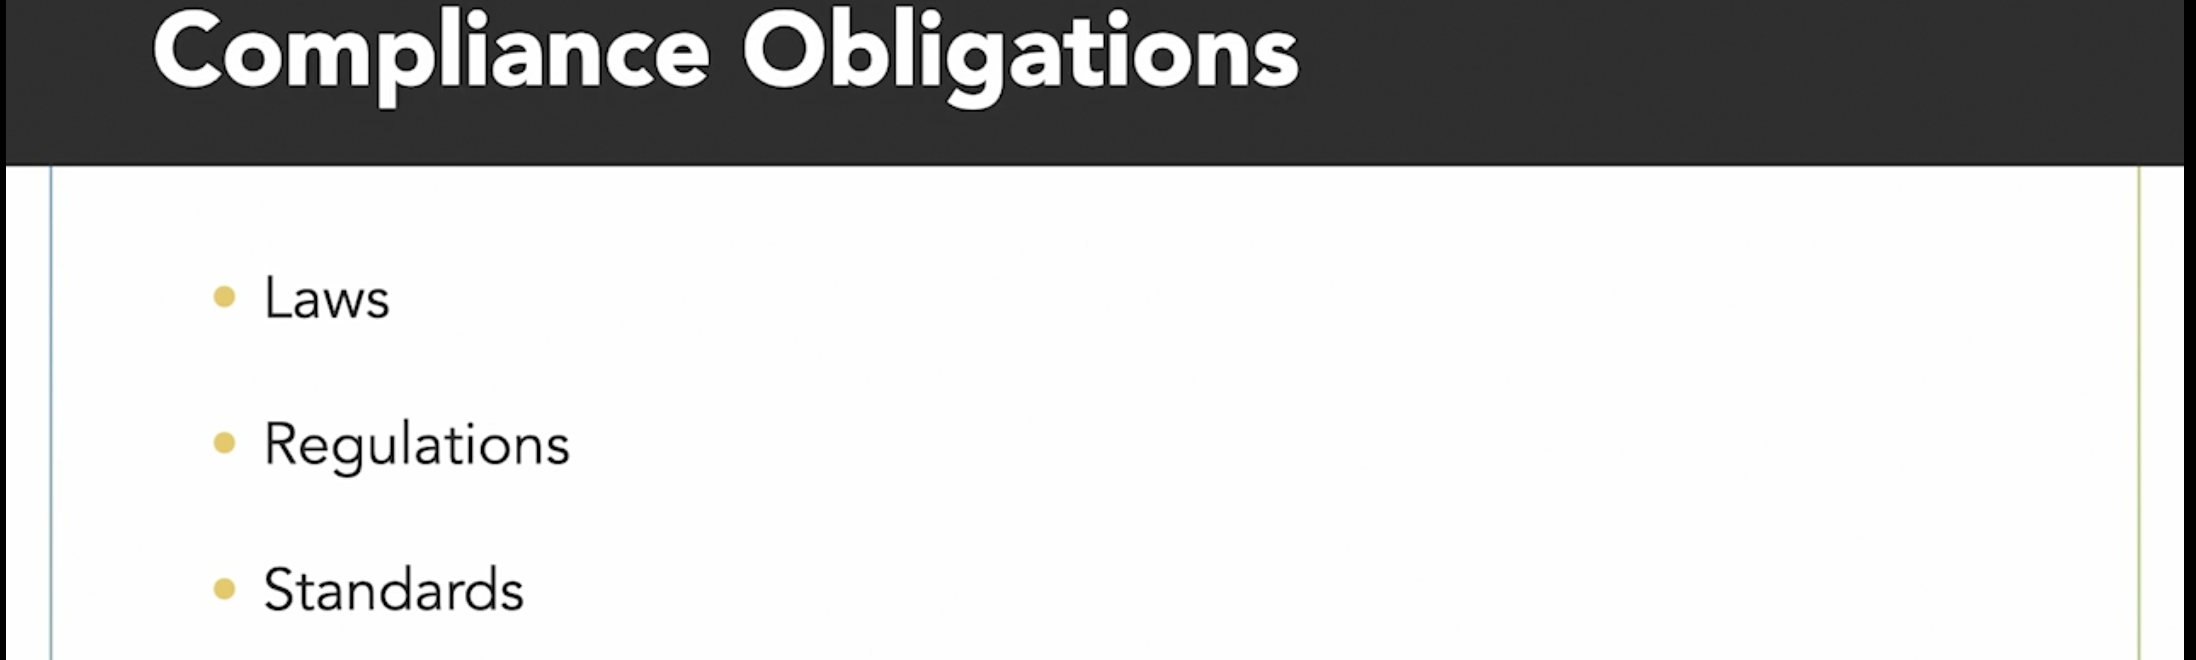 Compliance Obligations
Laws
Regulations
Standards